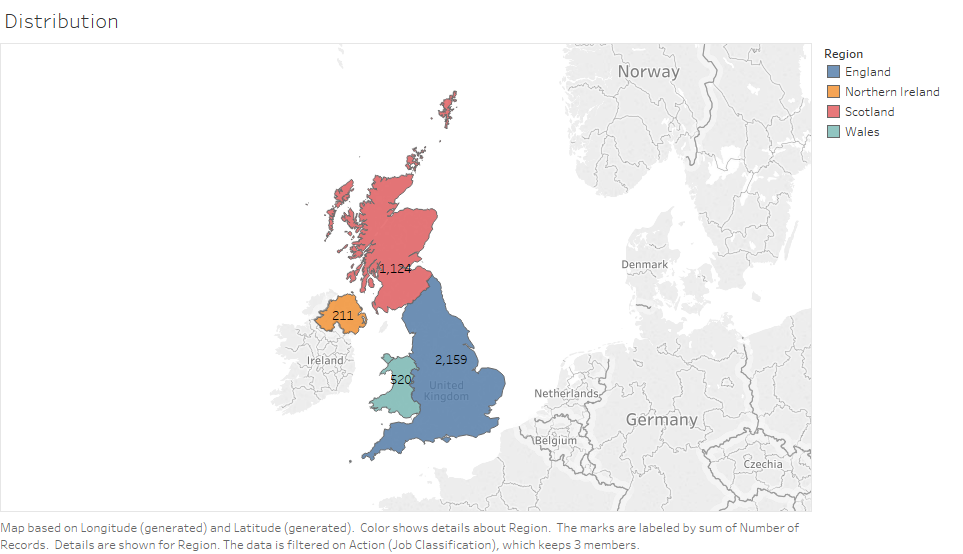 Distribution
Region
England
Northern Ireland
Scotland
Wales
Norway
Denmark
1,124
211
Ireland
2,159
520
United
Kingdom
Netherlands
Germany
Belgium
Czechia
Map based on Longitude (generated) and Latitude (generated).  Color shows details about Region.  The marks are labeled by sum of Number of
Records.  Details are shown for Region. The data is filtered on Action (Job Classification), which keeps 3 members.